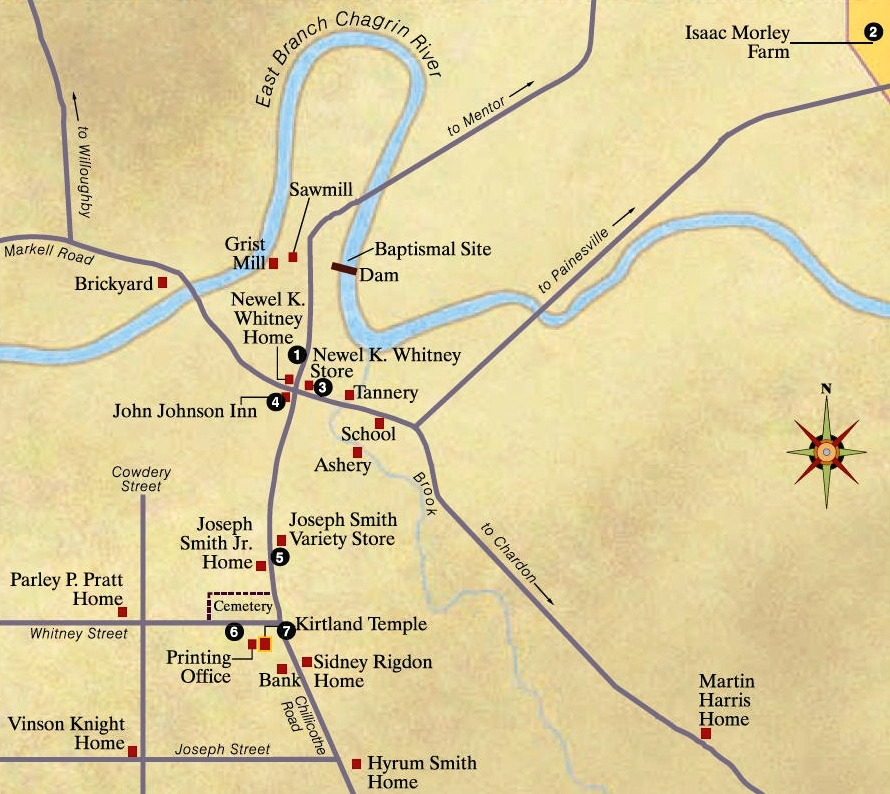 East Branch Chagrin River
Isaac Morley
Farm
2
to Mentor
to Willoughby
Sawmill
to Painesville
Markell Road
Grist
Mill
Baptismal Site
Dam
Brickyard
Newel K.
Whitney
Home
1
Newel K. Whitney
Store
3
Tannery
4
John Johnson Inn
N
School
Ashery
Brook
Cowdery
Street
Joseph
Smith Jr.
Home
Joseph Smith
Variety Store
5
to Chardon
Parley P. Pratt
Home
Cemetery
Whitney Street
6
7
Kirtland Temple
Printing
Office
Bank
Sidney Rigdon
Home
Martin
Harris
Home
Chillicothe
Road
Vinson Knight
Home
Joseph Street
Hyrum Smith
Home